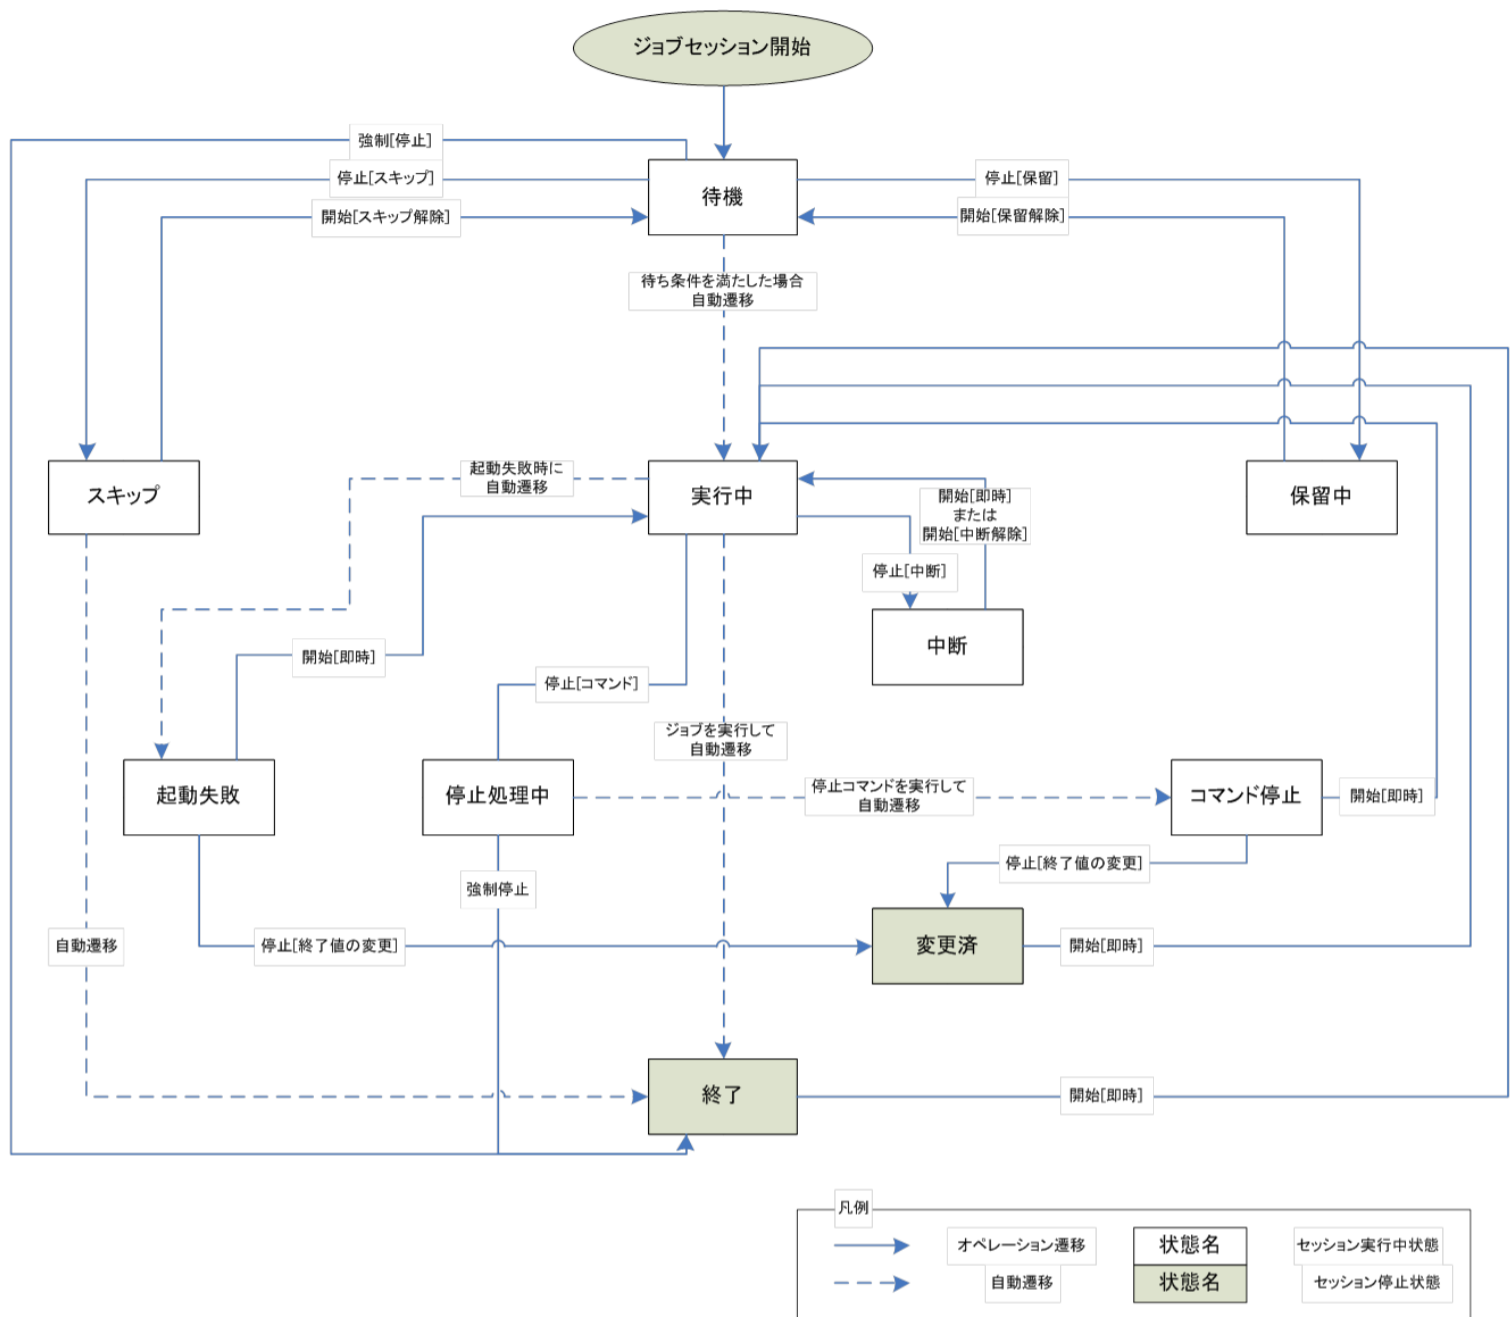 ジョブセッション開始
強制[停止]
停止[スキップ]
停止[保留]
待機
開始[スキップ解除]
開始[保留解除]
待ち条件を満たした場合
自動遷移
起動失敗時に
自動遷移
スキップ
実行中
開始[即時]
または
開始[中断解除]
保留中
停止[中断]
中断
開始[即時]
停止[コマンド]
ジョブを実行して
自動遷移
起動失敗
停止処理中
停止コマンドを実行して
自動遷移
コマンド停止
開始[即時]
停止[終了値の変更]
強制停止
自動遷移
停止[終了値の変更]
変更済
開始[即時]
終了
開始[即時]
凡例
オペレーション遷移
状態名
セッション実行中状態
自動遷移
状態名
セッション停止状態